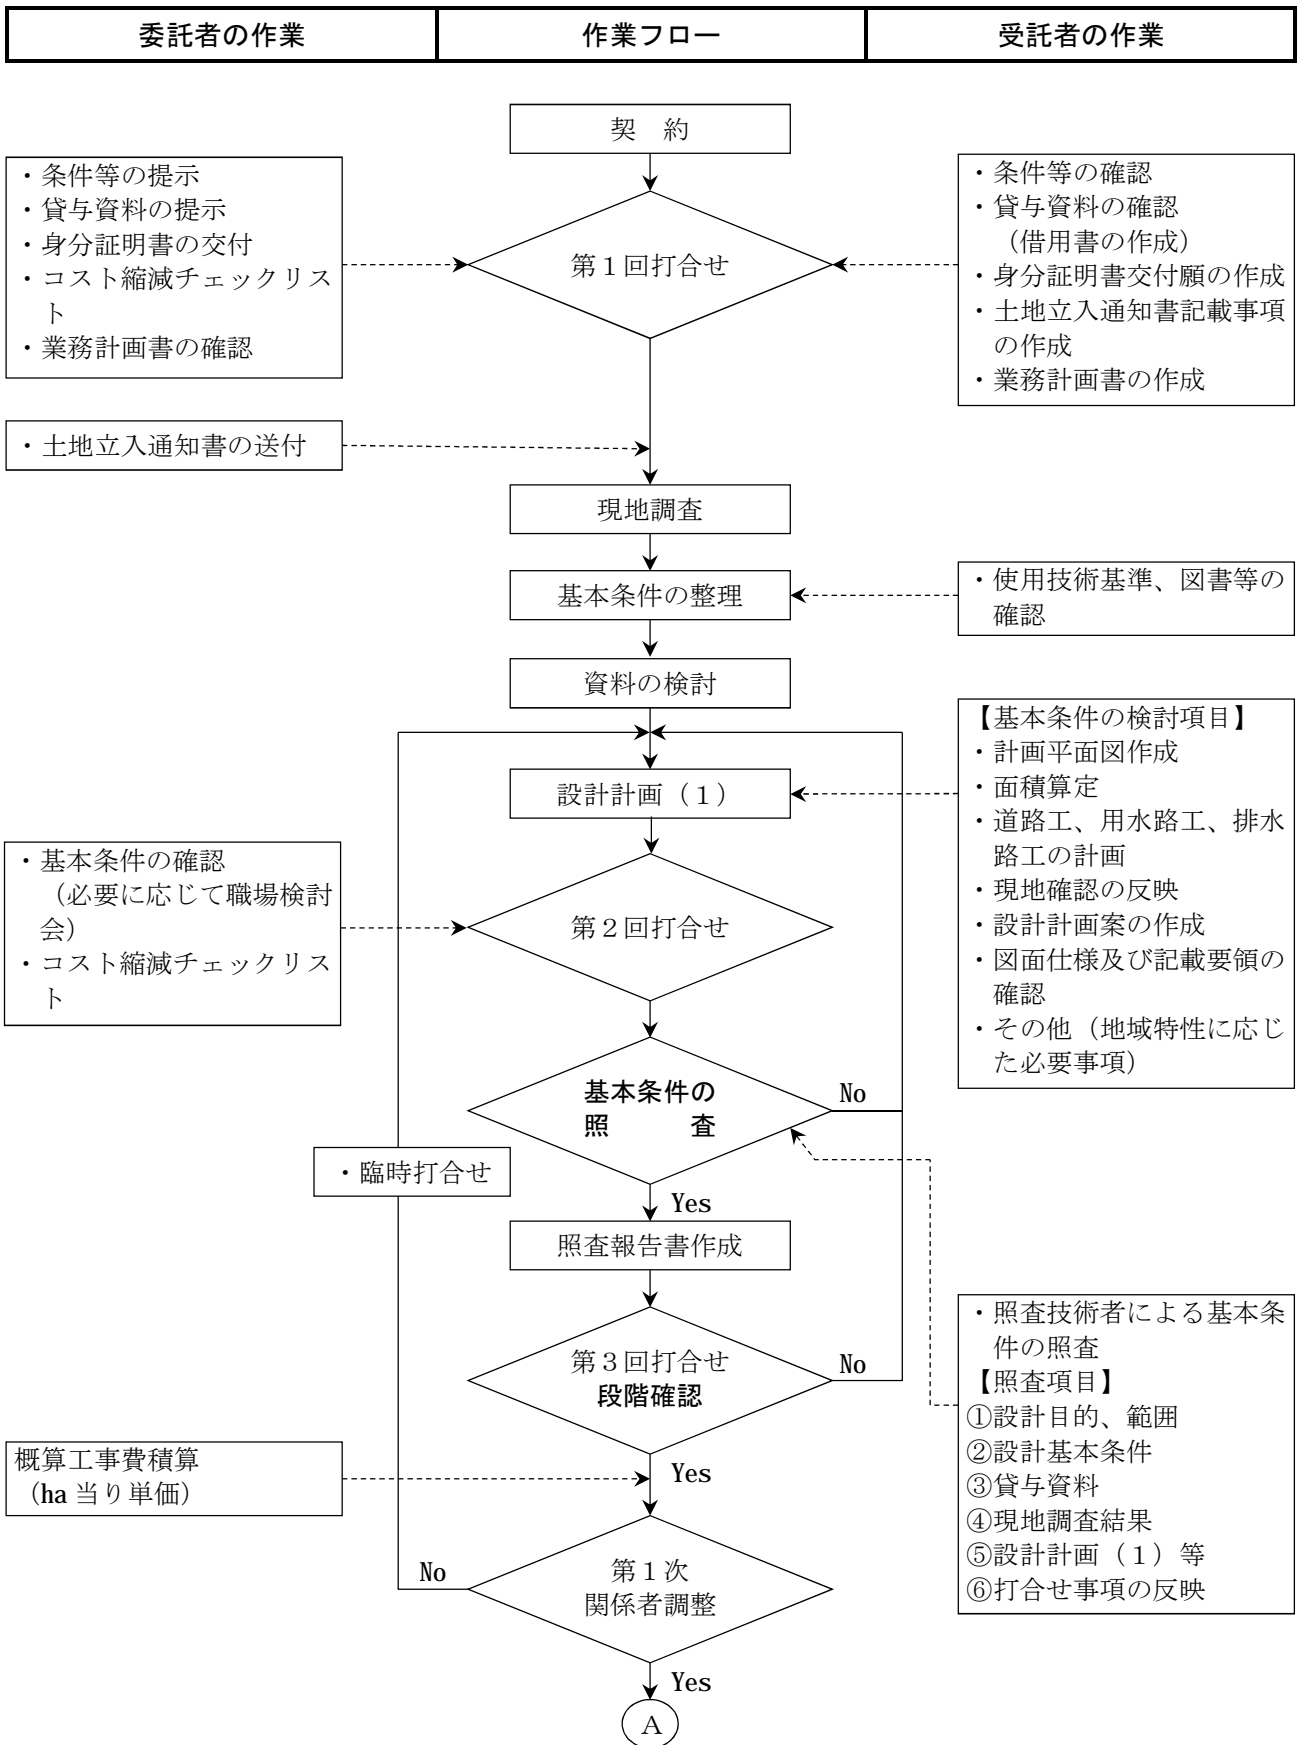 委託者の作業
作業フロー
受託者の作業
契　約
・条件等の提示
・貸与資料の提示
・身分証明書の交付
・コスト縮減チェックリス
ト
・業務計画書の確認
第１回打合せ
・条件等の確認
・貸与資料の確認
（借用書の作成）
・身分証明書交付願の作成
・土地立入通知書記載事項
の作成
・業務計画書の作成
・土地立入通知書の送付
現地調査
基本条件の整理
・使用技術基準、図書等の
確認
資料の検討
設計計画（１）
【基本条件の検討項目】
・計画平面図作成
・面積算定
・道路工、用水路工、排水
路工の計画
・現地確認の反映
・設計計画案の作成
・図面仕様及び記載要領の
確認
・その他（地域特性に応じ
た必要事項）
・基本条件の確認
（必要に応じて職場検討
会）
・コスト縮減チェックリス
ト
第２回打合せ
基本条件の
照　　査
No
・臨時打合せ
Yes
照査報告書作成
第３回打合せ
段階確認
No
・照査技術者による基本条
件の照査
【照査項目】
①設計目的、範囲
②設計基本条件
③貸与資料
④現地調査結果
⑤設計計画（１）等
⑥打合せ事項の反映
概算工事費積算
（ha 当り単価）
Yes
No
第１次
関係者調整
Yes
A